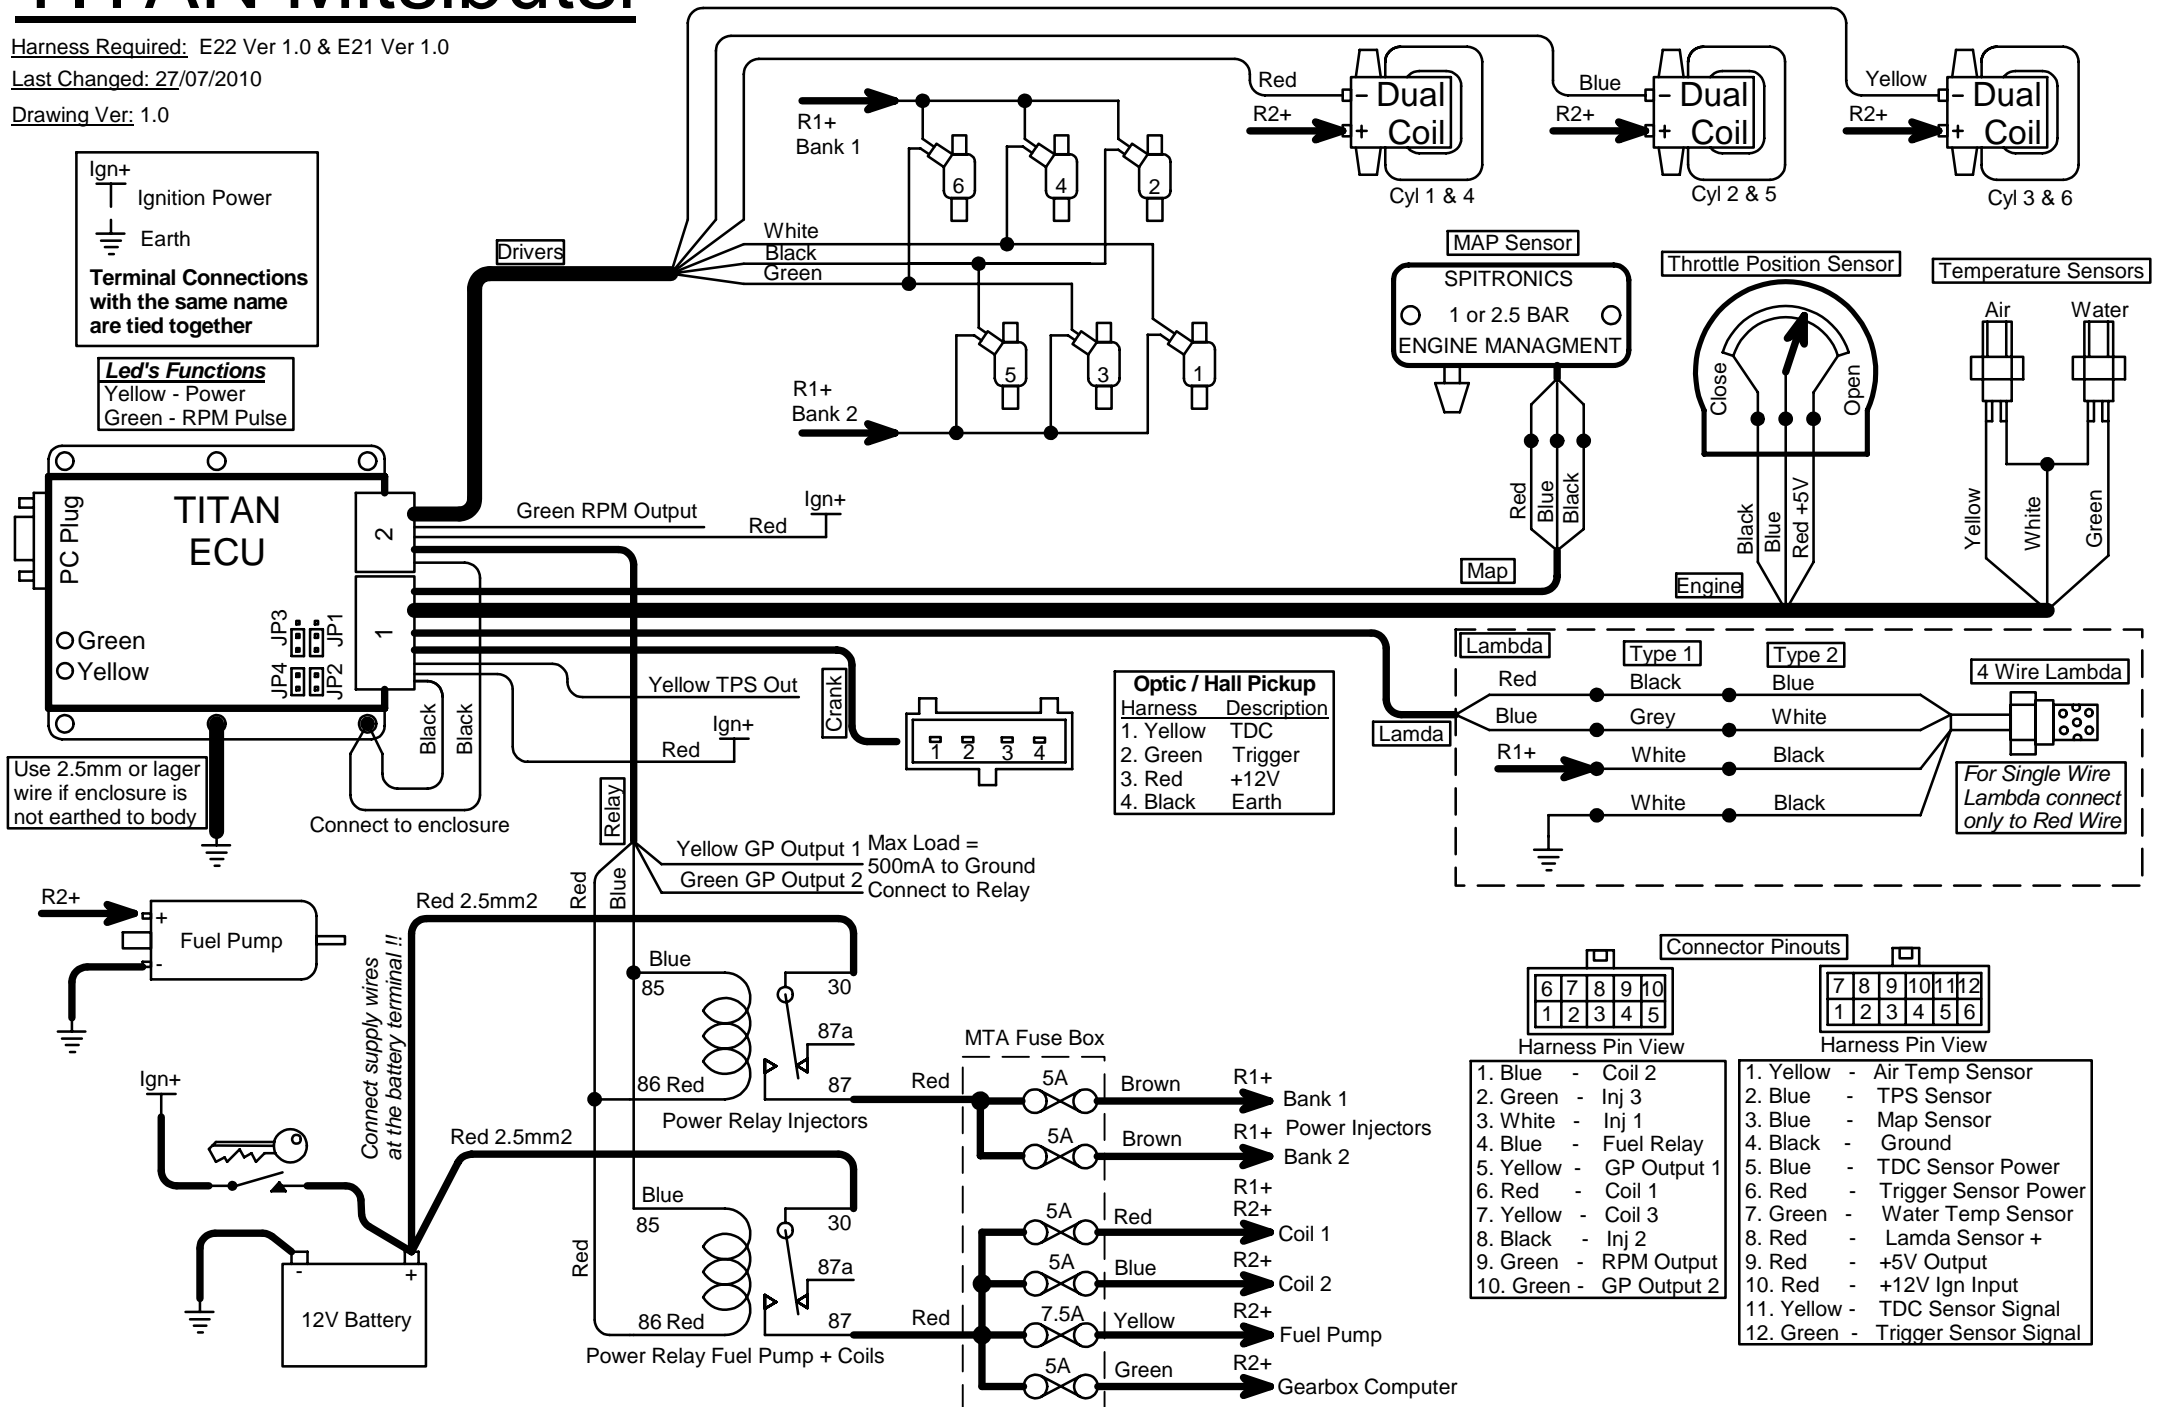 TITAN Mitsibutsi
Harness Required: E22 Ver 1.0 & E21 Ver 1.0
Last Changed: 27/07/2010
Drawing Ver: 1.0
Ign+
Ignition Power
Earth
Terminal Connections
with the same name
are tied together
Led's Functions
Yellow - Power
Green - RPM Pulse
R1+
Bank 1
6
4
2
White
Black
Green
Drivers
5
3
1
R1+
Bank 2
Red
R2+
- Dual
+ Coil
Cyl 1 & 4
Blue
R2+
- Dual
+ Coil
Cyl 2 & 5
Yellow
R2+
- Dual
+ Coil
Cyl 3 & 6
MAP Sensor
SPITRONICS
1 or 2.5 BAR
ENGINE MANAGMENT
Red
Blue
Black
Map
Throttle Position Sensor
Close
Open
Black
Blue
Red +5V
Engine
Temperature Sensors
Air
Water
Yellow
White
Green
PC Plug
TITAN
ECU
2
1
JP3
JP1
JP4
JP2
Green
Yellow
Green RPM Output
Red
Ign+
Yellow TPS Out
Red
Ign+
Black
Black
Connect to enclosure
Use 2.5mm or lager
wire if enclosure is
not earthed to body
Crank
1 2 3 4
Optic / Hall Pickup
Harness Description
1. Yellow TDC
2. Green Trigger
3. Red +12V
4. Black Earth
Lambda
Lamda
Type 1
Type 2
4 Wire Lambda
Red
Black
Blue
Blue
Grey
White
R1+
White
Black
White
Black
For Single Wire
Lambda connect
only to Red Wire
Relay
Yellow GP Output 1
Green GP Output 2
Max Load =
500mA to Ground
Connect to Relay
Red
Blue
R2+
+
-
Fuel Pump
Red 2.5mm2
Connect supply wires
at the battery terminal !!
Blue
85
30
87a
86 Red
87
Power Relay Injectors
Red
Ign+
Red 2.5mm2
-
+
12V Battery
Red
Blue
85
30
87a
86 Red
87
Power Relay Fuel Pump + Coils
Red
MTA Fuse Box
5A
Brown
R1+
Bank 1
Power Injectors
5A
Brown
R1+
Bank 2
R1+
5A
Red
R2+
Coil 1
5A
Blue
R2+
Coil 2
7.5A
Yellow
R2+
Fuel Pump
5A
Green
R2+
Gearbox Computer
Connector Pinouts
6 7 8 9 10
1 2 3 4 5
Harness Pin View
1. Blue - Coil 2
2. Green - Inj 3
3. White - Inj 1
4. Blue - Fuel Relay
5. Yellow - GP Output 1
6. Red - Coil 1
7. Yellow - Coil 3
8. Black - Inj 2
9. Green - RPM Output
10. Green - GP Output 2
7 8 9 10 11 12
1 2 3 4 5 6
Harness Pin View
1. Yellow - Air Temp Sensor
2. Blue - TPS Sensor
3. Blue - Map Sensor
4. Black - Ground
5. Blue - TDC Sensor Power
6. Red - Trigger Sensor Power
7. Green - Water Temp Sensor
8. Red - Lamda Sensor +
9. Red - +5V Output
10. Red - +12V Ign Input
11. Yellow - TDC Sensor Signal
12. Green - Trigger Sensor Signal